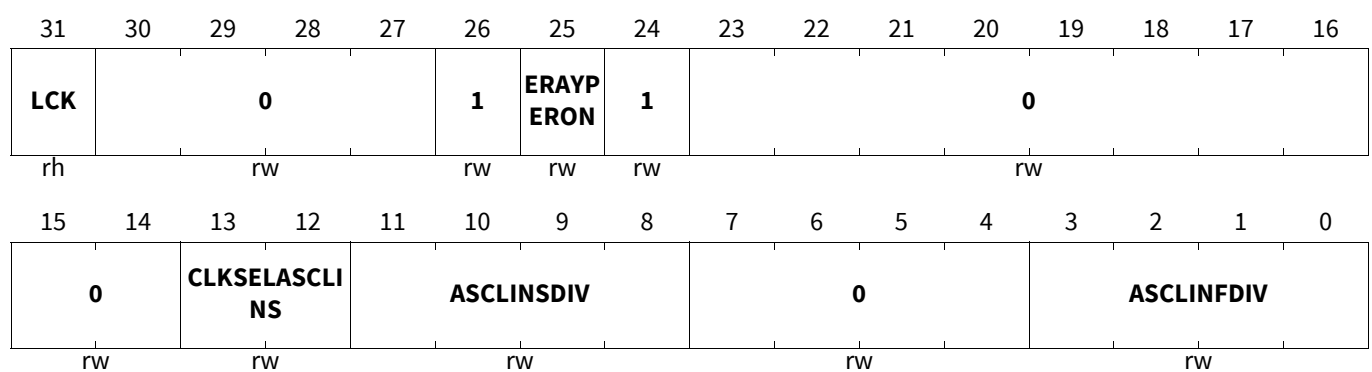 31 30 29 28 27 26 25 24 23 22 21 20 19 18 17 16
LCK 0 1 ERAYP 1 0
ERON
rh rw rw rw rw rw
15 14 13 12 11 10 9 8 7 6 5 4 3 2 1 0
0 CLKSELASCLI ASCLINSDIV 0 ASCLINFDIV
NS
rw rw rw rw rw